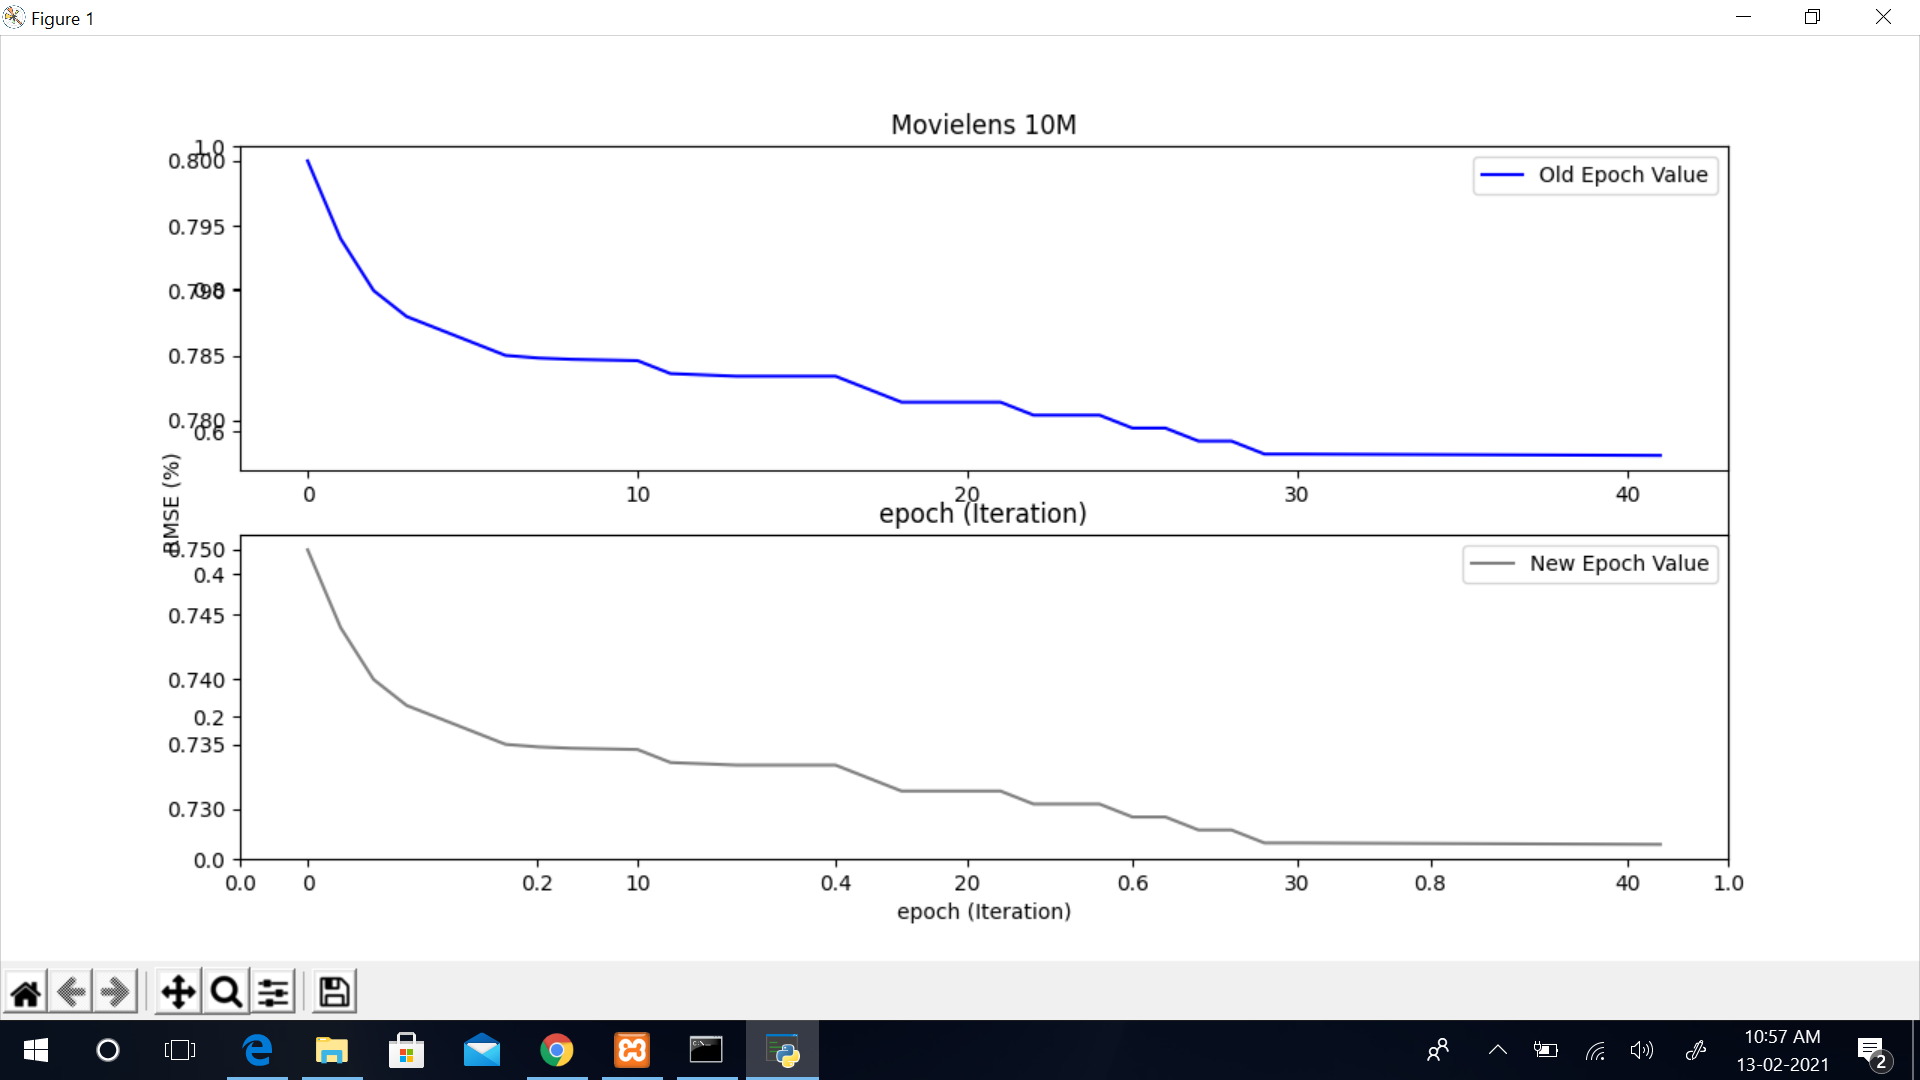 Figure 1
Movielens 10M
1.0
0.800
Old Epoch Value
0.795
0.790
0.8
0.785
0.780
0.6
RMSE (%)
0 10 20 30 40
epoch (Iteration)
0.750
New Epoch Value
0.4
0.745
0.740
0.2
0.735
0.730
0.0
0.0 0 0.2 10 0.4 20 0.6 30 0.8 40 1.0
epoch (Iteration)
10:57 AM
13-02-2021
2